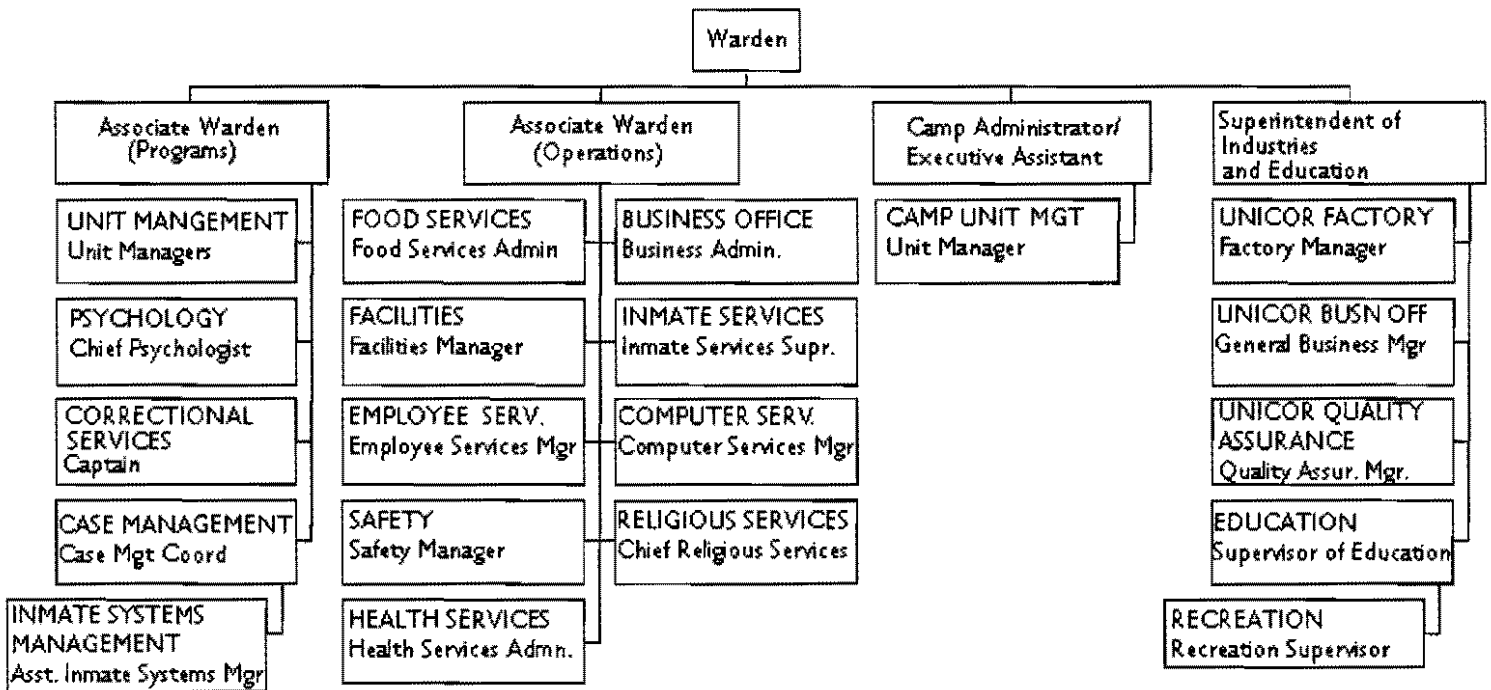 Warden
Associate Warden
(Programs)
Associate Warden
(Operations)
Camp Administrator/
Executive Assistant
Superintendent of
Industries
and Education
UNIT MANGEMENT
Unit Managers
FOOD SERVICES
Food Services Admin
BUSINESS OFFICE
Business Admin.
CAMP UNIT MGT
Unit Manager
UNICOR FACTORY
Factory Manager
PSYCHOLOGY
Chief Psychologist
FACILITIES
Facilities Manager
INMATE SERVICES
Inmate Services Supr.
UNICOR BUSN OFF
General Business Mgr
CORRECTIONAL
SERVICES
Captain
EMPLOYEE SERV.
Employee Services Mgr
COMPUTER SERV.
Computer Services Mgr
UNICOR QUALITY
ASSURANCE
Quality Assur. Mgr.
CASE MANAGEMENT
Case Mgt Coord
SAFETY
Safety Manager
RELIGIOUS SERVICES
Chief Religious Services
EDUCATION
Supervisor of Education
INMATE SYSTEMS
MANAGEMENT
Asst. Inmate Systems Mgr
HEALTH SERVICES
Health Services Admn.
RECREATION
Recreation Supervisor